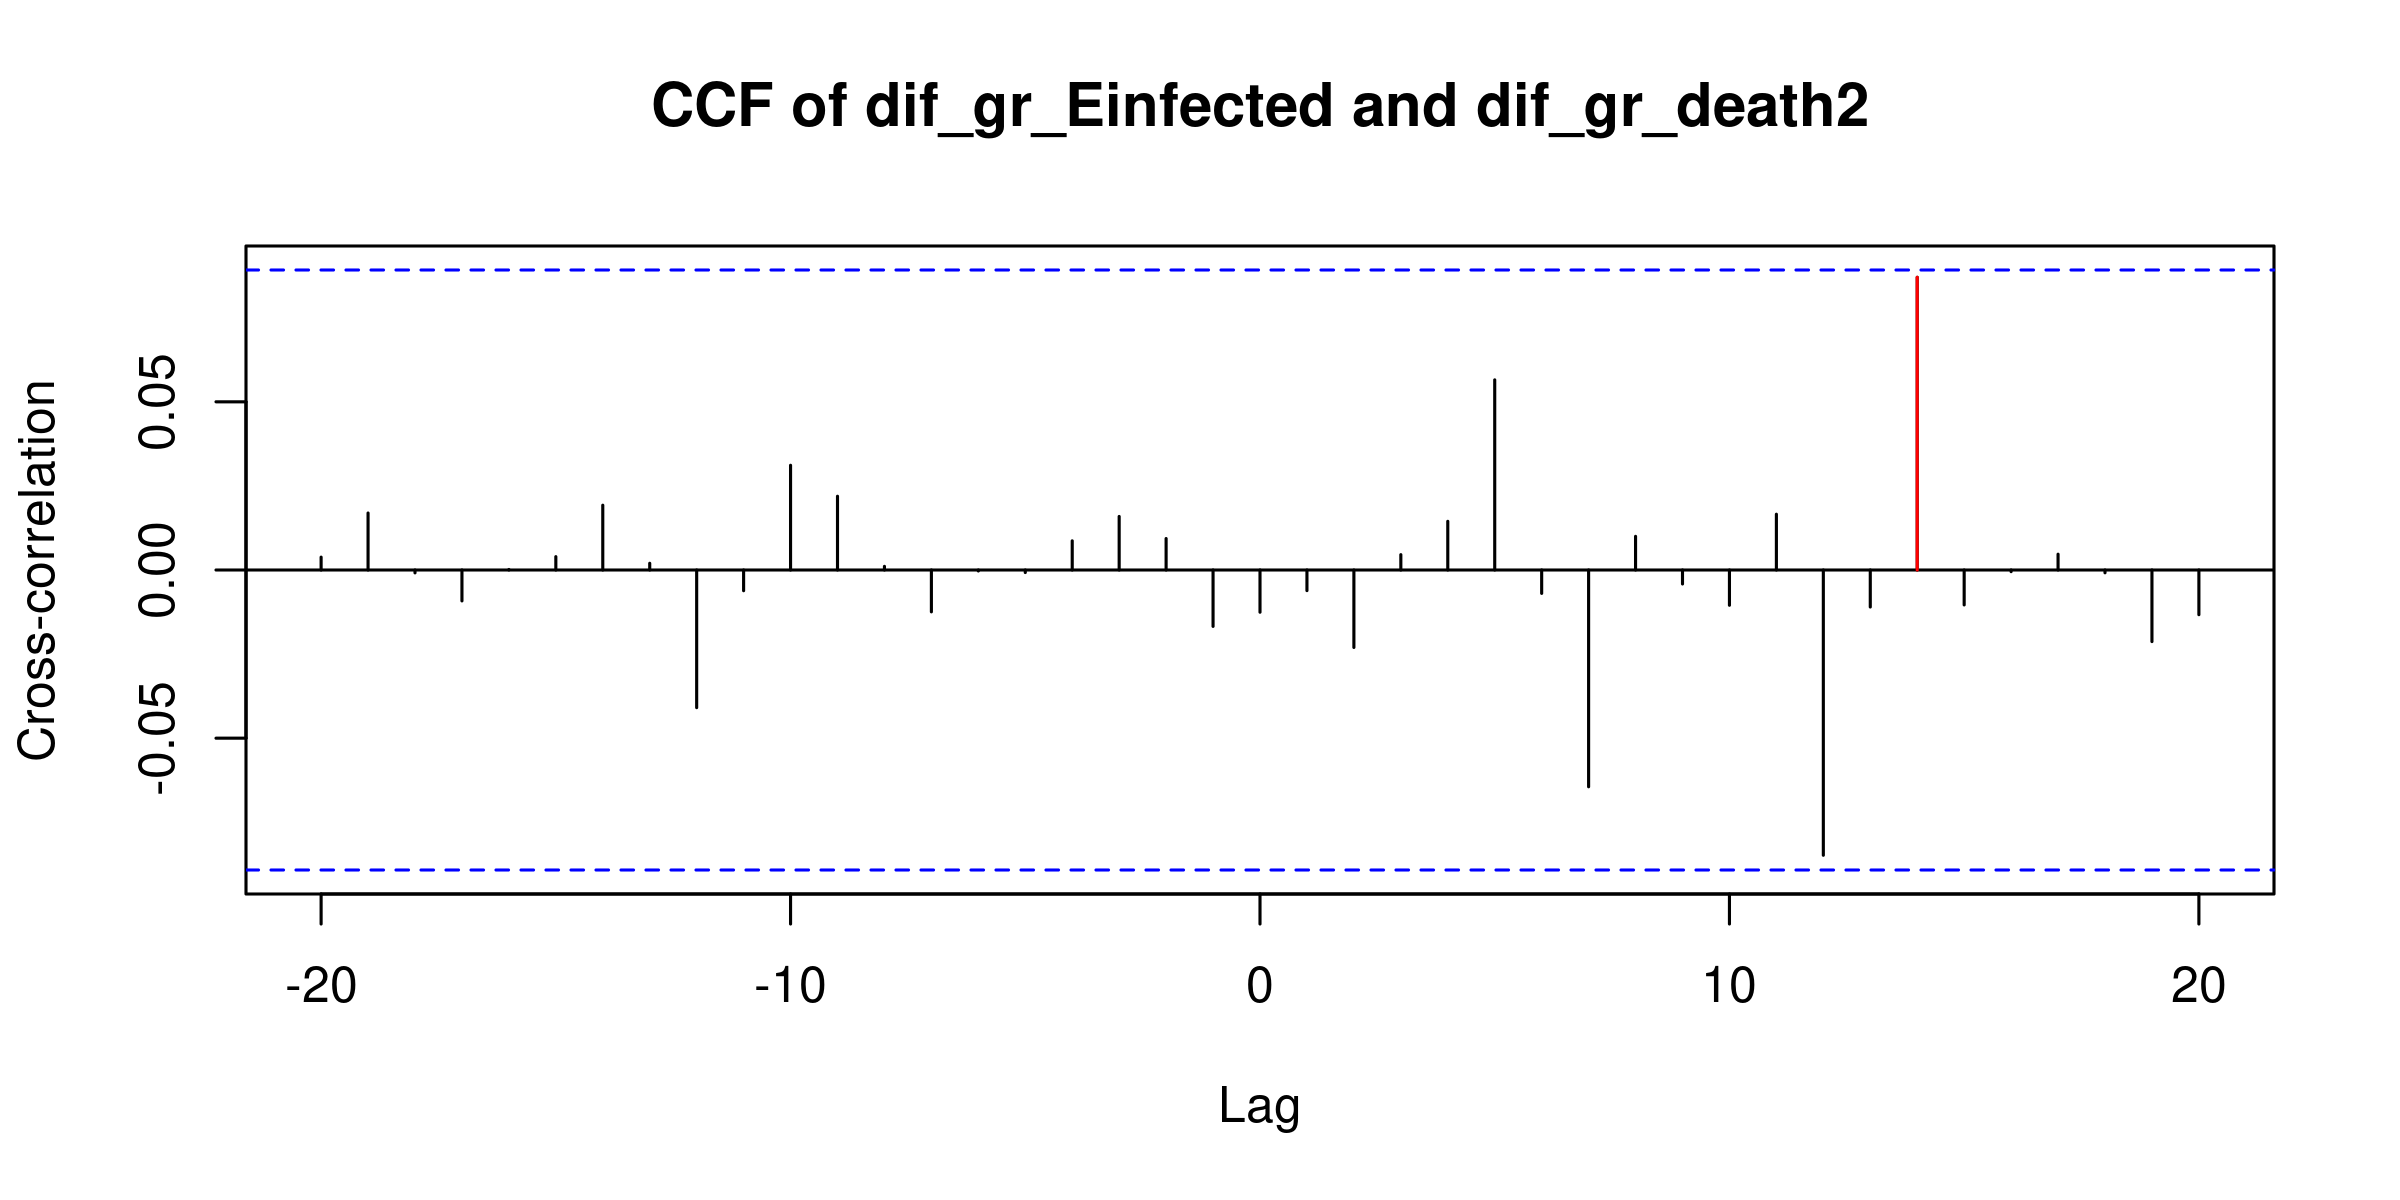 CCF of dif_gr_Einfected and dif_gr_death2
Cross-correlation
0.05
0.00
-0.05
-20 -10 0 10 20
Lag